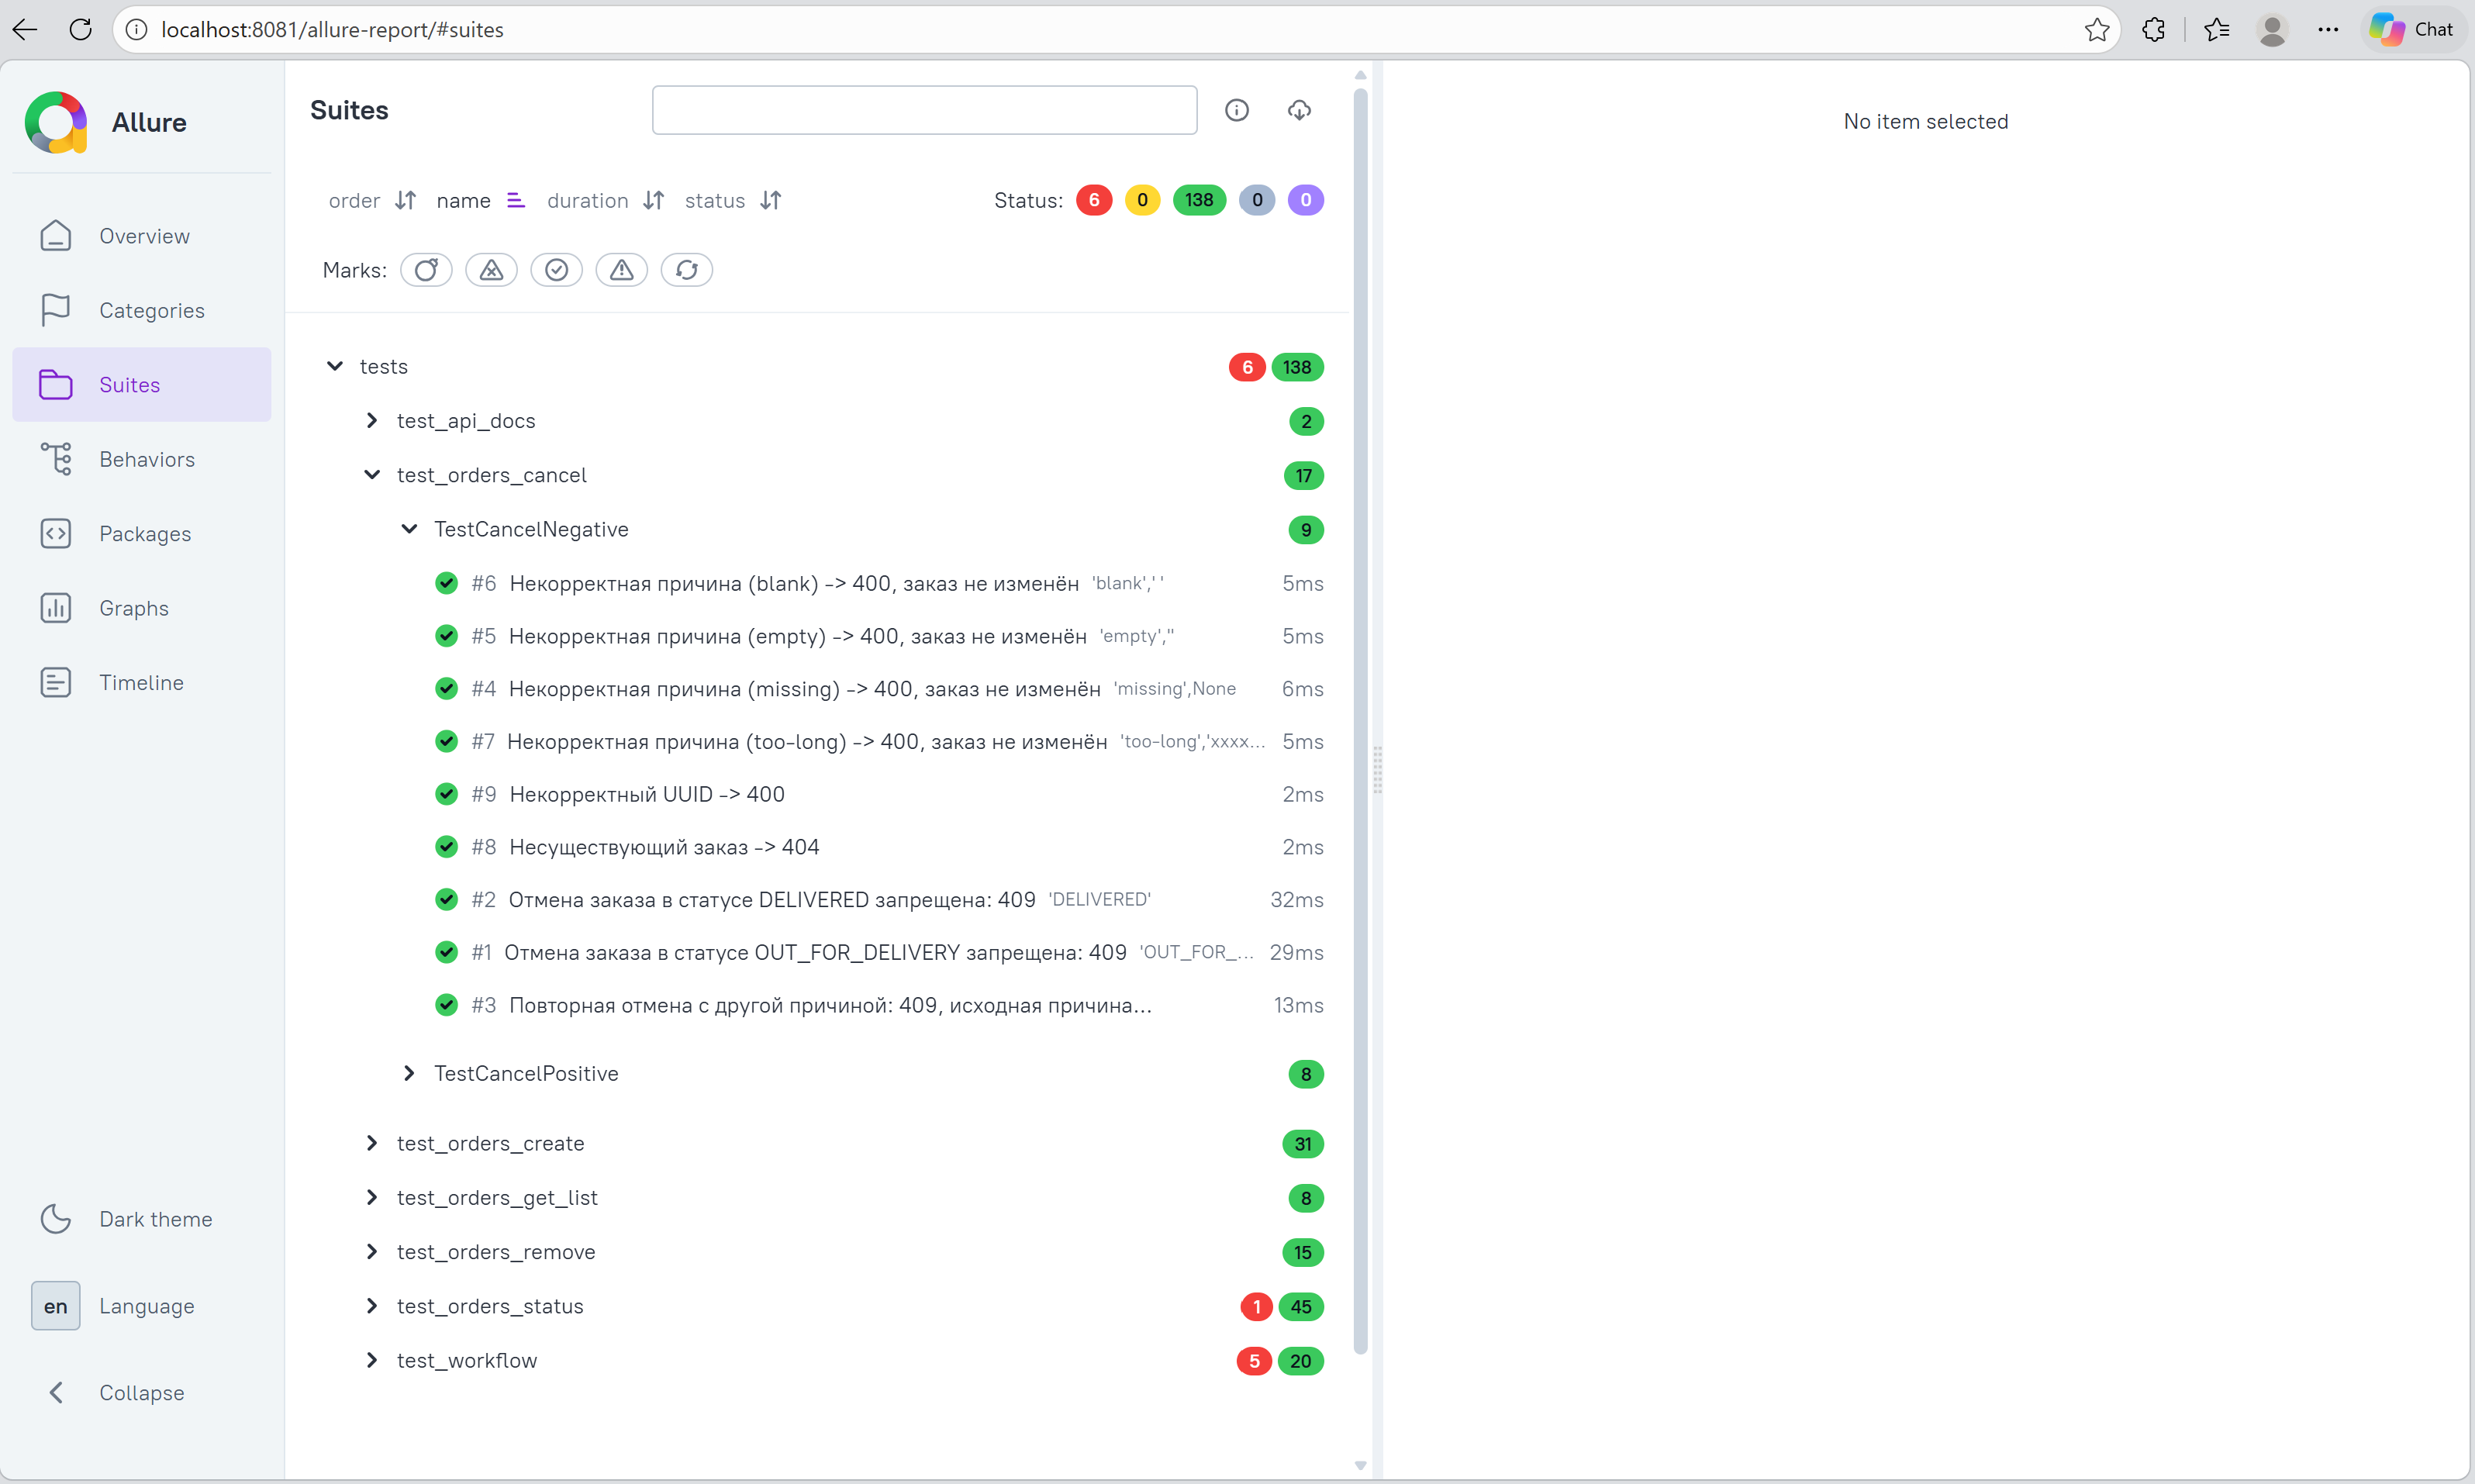 localhost:8081/allure-report/#suites
Chat
Allure
Overview
Categories
Suites
Behaviors
Packages
Graphs
Timeline
Dark theme
en Language
Collapse
Suites
order name duration status Status: 6 0 138 0 0
Marks:
tests 6 138
test_api_docs 2
test_orders_cancel 17
TestCancelNegative 9
#6 Некорректная причина (blank) -> 400, заказ не изменён 'blank',' ' 5ms
#5 Некорректная причина (empty) -> 400, заказ не изменён 'empty','' 5ms
#4 Некорректная причина (missing) -> 400, заказ не изменён 'missing',None 6ms
#7 Некорректная причина (too-long) -> 400, заказ не изменён 'too-long','xxxx... 5ms
#9 Некорректный UUID -> 400 2ms
#8 Несуществующий заказ -> 404 2ms
#2 Отмена заказа в статусе DELIVERED запрещена: 409 'DELIVERED' 32ms
#1 Отмена заказа в статусе OUT_FOR_DELIVERY запрещена: 409 'OUT_FOR_... 29ms
#3 Повторная отмена с другой причиной: 409, исходная причина... 13ms
TestCancelPositive 8
test_orders_create 31
test_orders_get_list 8
test_orders_remove 15
test_orders_status 1 45
test_workflow 5 20
No item selected